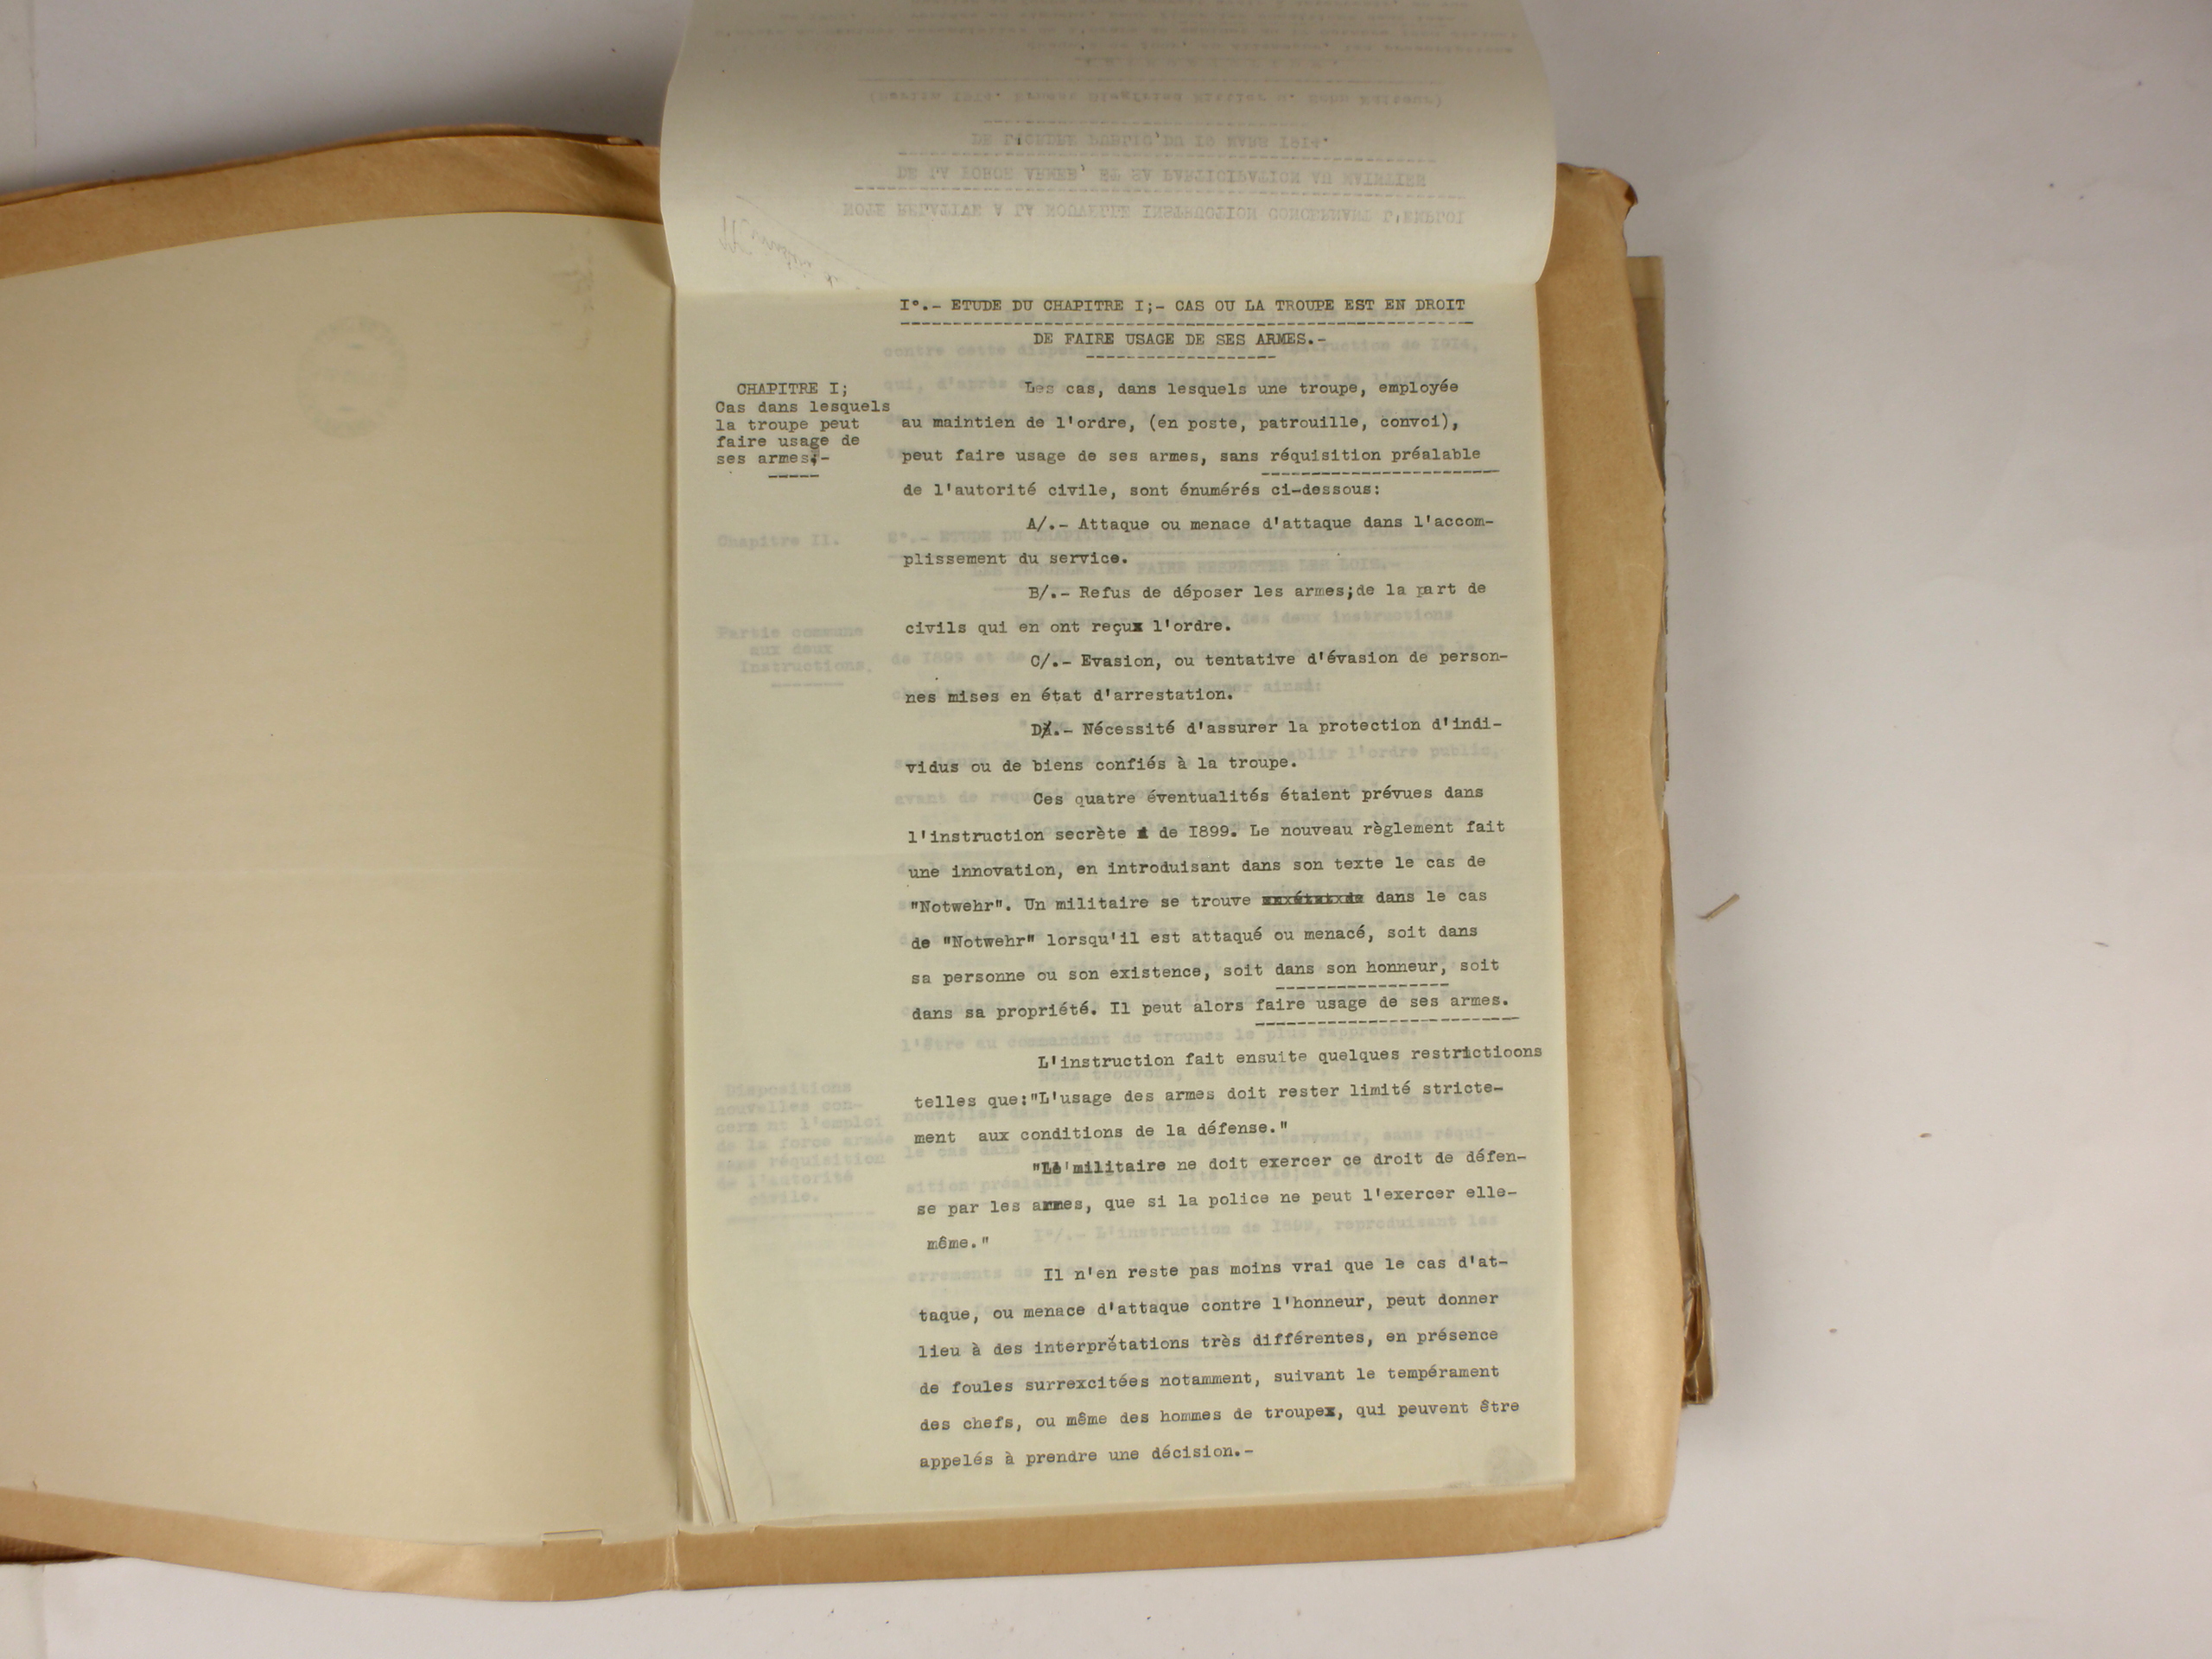 I°.- ETUDE DU CHAPITRE I;- CAS OU LA TROUPE EST EN DROIT
DE FAIRE USAGE DE SES ARMES.-
CHAPITRE I;
Cas dans lesquels
la troupe peut
faire usage de
ses armes;-
Les cas, dans lesquels une troupe, employée
au maintien de l'ordre, (en poste, patrouille, convoi),
peut faire usage de ses armes, sans réquisition préalable
de l'autorité civile, sont énumérés ci-dessous:
A/.- Attaque ou menace d'attaque dans l'accom-
plissement du service.
B/.- Refus de déposer les armes;de la part de
civils qui en ont reçux l'ordre.
C/.- Evasion, ou tentative d'évasion de person-
nes mises en état d'arrestation.
D/.- Nécessité d'assurer la protection d'indi-
vidus ou de biens confiés à la troupe.
Ces quatre éventualités étaient prévues dans
l'instruction secrète de I899. Le nouveau règlement fait
une innovation, en introduisant dans son texte le cas de
"Notwehr". Un militaire se trouve dans le cas
de "Notwehr" lorsqu'il est attaqué ou menacé, soit dans
sa personne ou son existence, soit dans son honneur, soit
dans sa propriété. Il peut alors faire usage de ses armes.
L'instruction fait ensuite quelques restrictioons
telles que:"L'usage des armes doit rester limité stricte-
ment aux conditions de la défense."
"Le militaire ne doit exercer ce droit de défen-
se par les armes, que si la police ne peut l'exercer elle-
même."
Il n'en reste pas moins vrai que le cas d'at-
taque, ou menace d'attaque contre l'honneur, peut donner
lieu à des interprétations très différentes, en présence
de foules surrexcitées notamment, suivant le tempérament
des chefs, ou même des hommes de troupex, qui peuvent être
appelés à prendre une décision.-